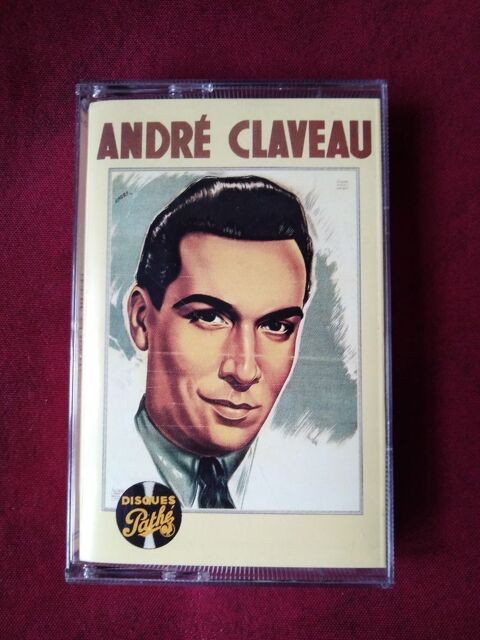 ANDRÉ CLAVEAU
DISQUES
Pathé